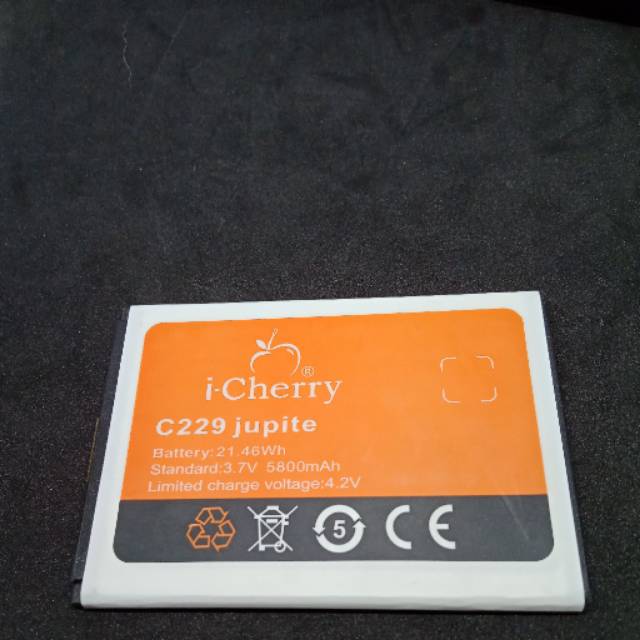 i-Cherry®
C229 jupite
Battery:21.46Wh
Standard:3.7V 5800mAh
Limited charge voltage:4.2V
5 CE